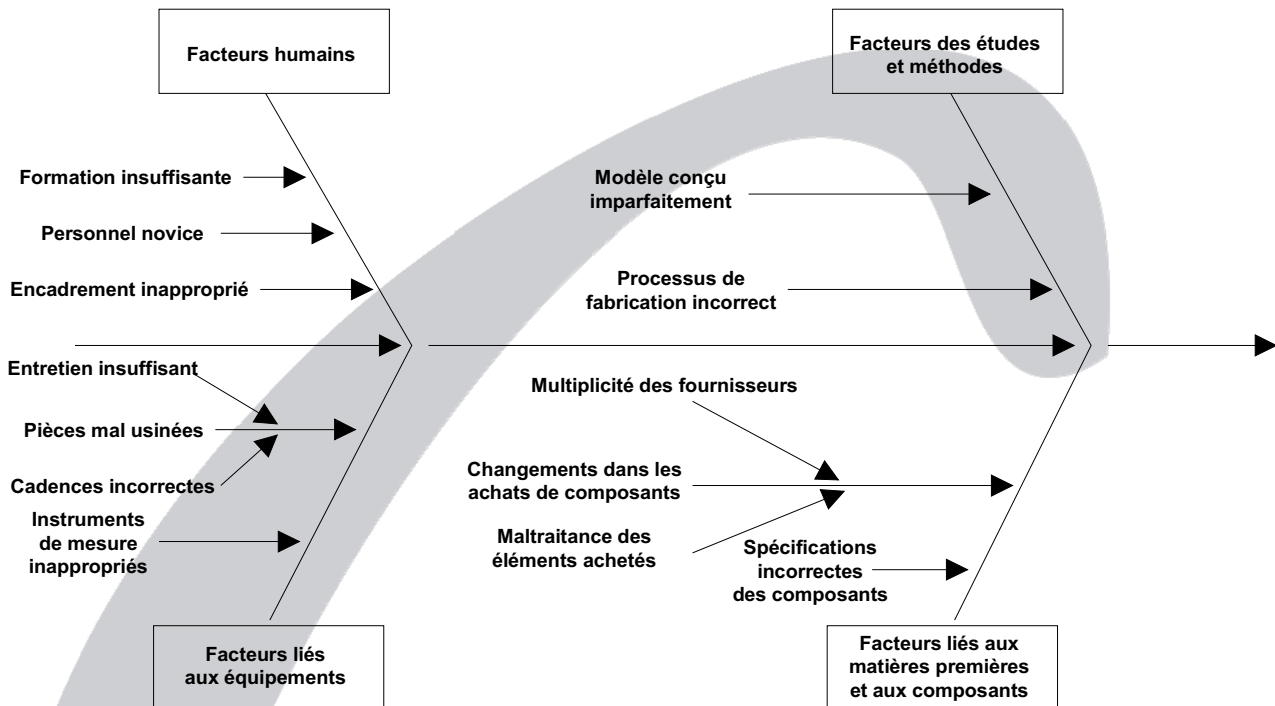 Facteurs humains
Facteurs des études
et méthodes
Formation insuffisante
Personnel novice
Encadrement inapproprié
Modèle conçu
imparfaitement
Processus de
fabrication incorrect
Entretien insuffisant
Pièces mal usinées
Cadences incorrectes
Instruments
de mesure
inappropriés
Multiplicité des fournisseurs
Changements dans les
achats de composants
Maltraitance des
éléments achetés
Spécifications
incorrectes
des composants
Facteurs liés
aux équipements
Facteurs liés aux
matières premières
et aux composants